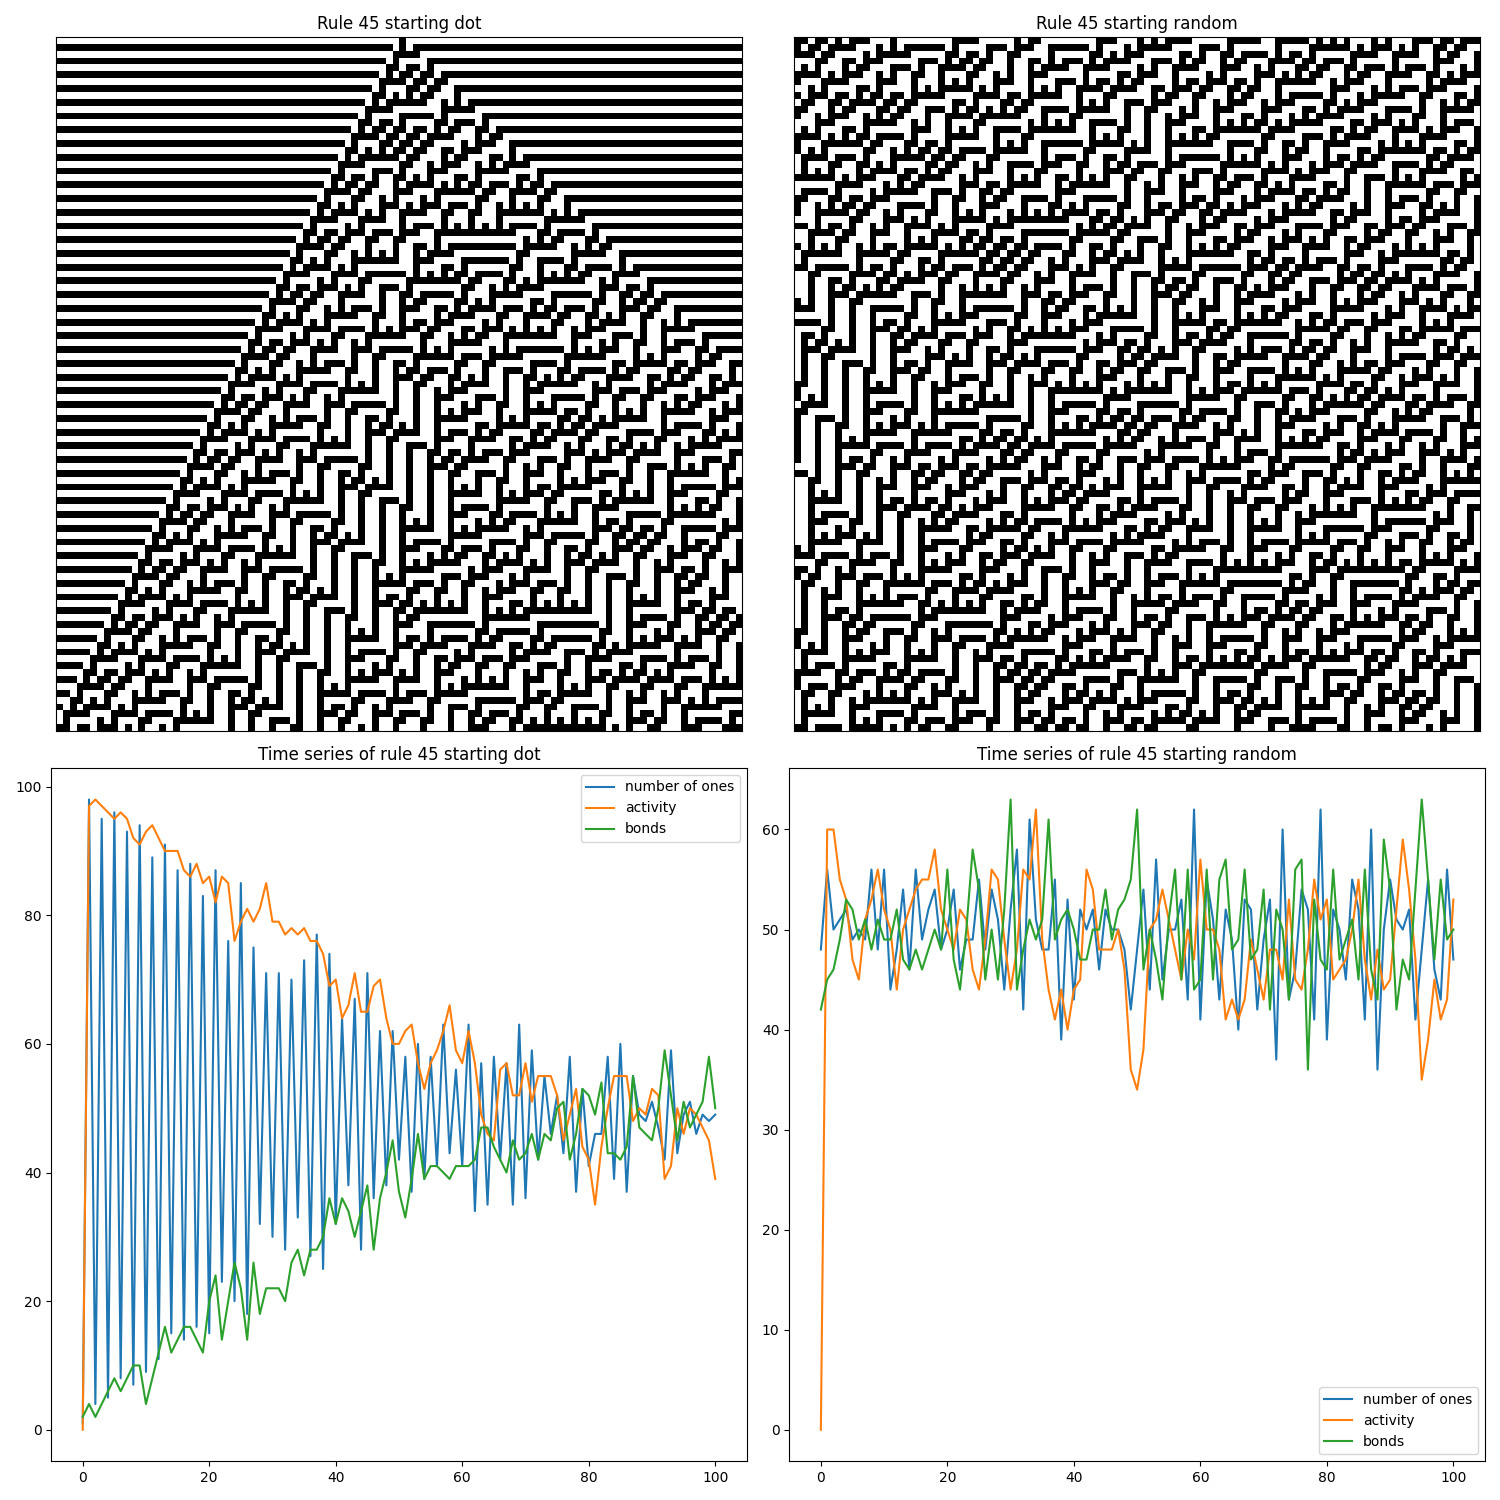 Rule 45 starting dot
Rule 45 starting random
Time series of rule 45 starting dot
100
80
60
40
20
0
0 20 40 60 80 100
number of ones
activity
bonds
Time series of rule 45 starting random
60
50
40
30
20
10
0
0 20 40 60 80 100
number of ones
activity
bonds